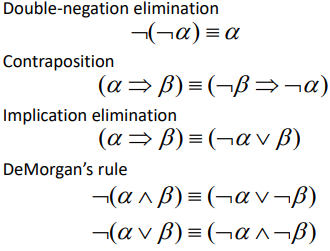 Double-negation elimination
¬(¬α) ≡ α
Contraposition
(α ⇒ β) ≡ (¬β ⇒ ¬α)
Implication elimination
(α ⇒ β) ≡ (¬α ∨ β)
DeMorgan's rule
¬(α ∧ β) ≡ (¬α ∨ ¬β)
¬(α ∨ β) ≡ (¬α ∧ ¬β)